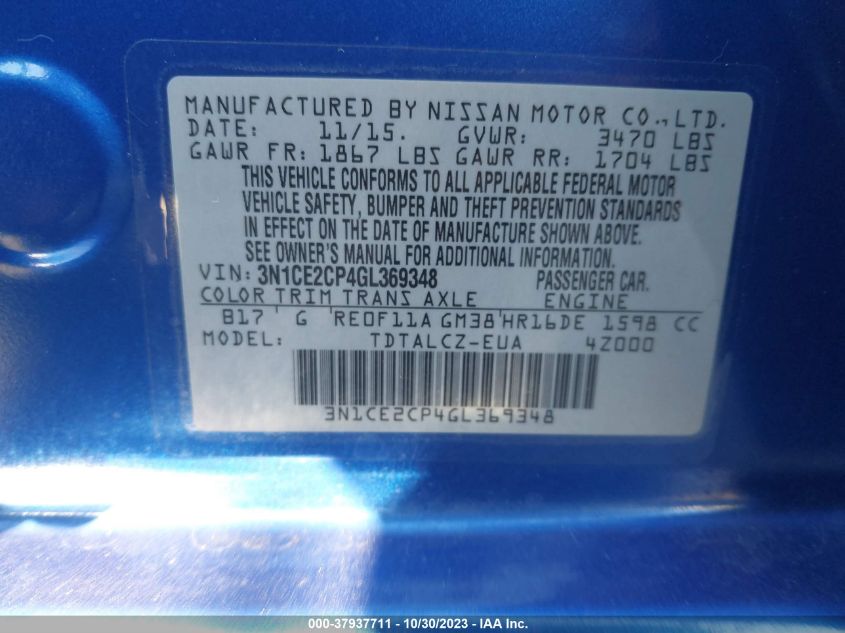 MANUFACTURED BY NISSAN MOTOR CO., LTD.
DATE: 11/15. GVWR: 3470 LBS
GAWR FR: 1867 LBS GAWR RR: 1704 LBS
THIS VEHICLE CONFORMS TO ALL APPLICABLE FEDERAL MOTOR
VEHICLE SAFETY, BUMPER AND THEFT PREVENTION STANDARDS
IN EFFECT ON THE DATE OF MANUFACTURE SHOWN ABOVE.
SEE OWNER'S MANUAL FOR ADDITIONAL INFORMATION.
VIN: 3N1CE2CP4GL369348 PASSENGER CAR.
COLOR TRIM TRANS AXLE ENGINE
B17 G RE0F11A GM38 HR16DE 1598 CC
MODEL: TDTALCZ-EUA 4Z000
3N1CE2CP4GL369348
000-37937711 - 10/30/2023 - IAA Inc.